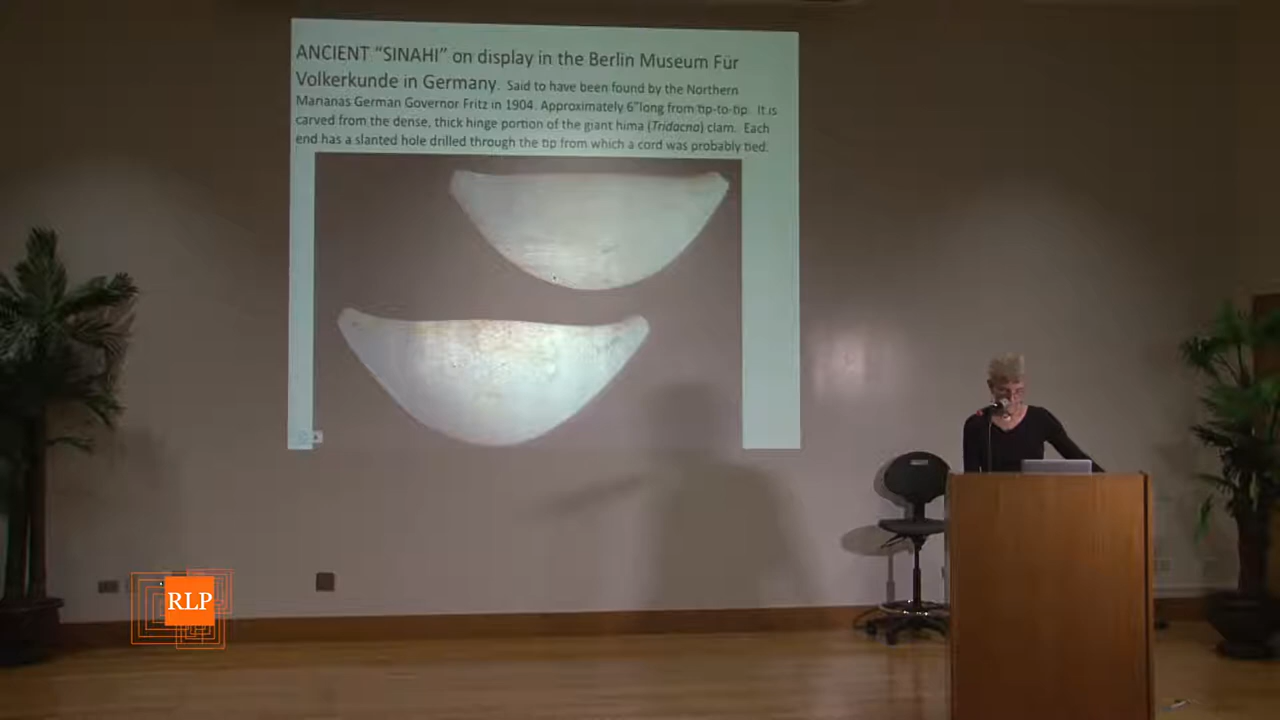 ANCIENT “SINAHI” on display in the Berlin Museum Für
Volkerkunde in Germany. Said to have been found by the Northern
Marianas German Governor Fritz in 1904. Approximately 6"long from tip-to-tip. It is
carved from the dense, thick hinge portion of the giant hima (Tridacna) clam. Each
end has a slanted hole drilled through the tip from which a cord was probably tied.
RLP